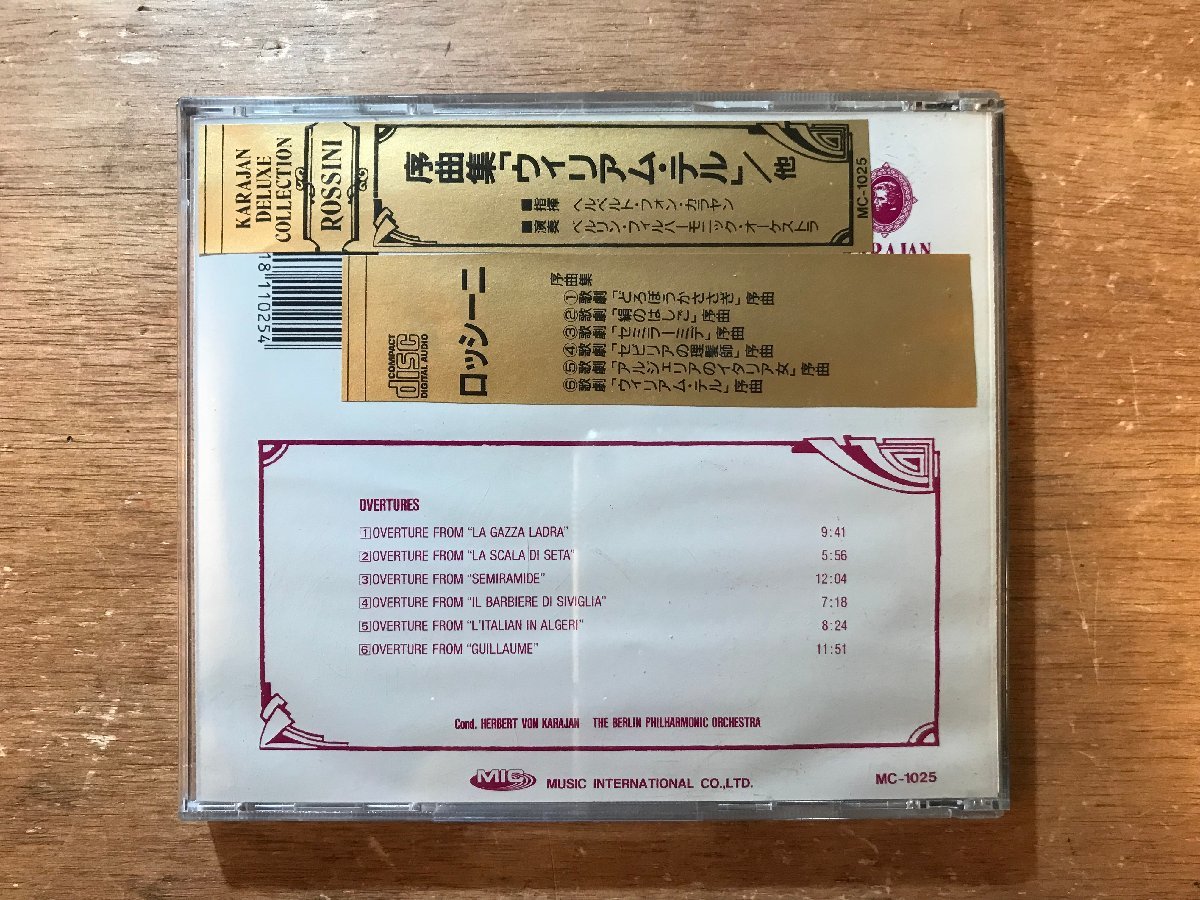 KARAJAN
DELUXE
COLLECTION
ROSSINI
序曲集「ウィリアム・テル」／他
■指揮 ヘルベルト・フォン・カラヤン
■演奏 ベルリン・フィルハーモニック・オーケストラ
MC-1025
18110254
COMPACT
disc
DIGITAL AUDIO
ロッシーニ
序曲集
①歌劇「どろぼうかささぎ」序曲
②歌劇「絹のはしご」序曲
③歌劇「セミラーミデ」序曲
④歌劇「セビリアの理髪師」序曲
⑤歌劇「アルジェリアのイタリア女」序曲
⑥歌劇「ウィリアム・テル」序曲
OVERTURES
1 OVERTURE FROM “LA GAZZA LADRA” 9:41
2 OVERTURE FROM “LA SCALA DI SETA” 5:56
3 OVERTURE FROM “SEMIRAMIDE” 12:04
4 OVERTURE FROM “IL BARBIERE DI SIVIGLIA” 7:18
5 OVERTURE FROM “L'ITALIAN IN ALGERI” 8:24
6 OVERTURE FROM “GUILLAUME” 11:51
Cond. HERBERT VON KARAJAN THE BERLIN PHILHARMONIC ORCHESTRA
MIC MUSIC INTERNATIONAL CO.,LTD.
MC-1025